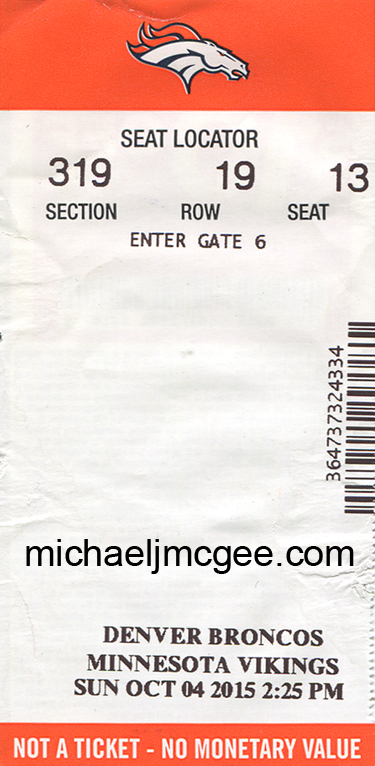 SEAT LOCATOR
319 19 13
SECTION ROW SEAT
ENTER GATE 6
364737324334
michaeljmcgee.com
DENVER BRONCOS
MINNESOTA VIKINGS
SUN OCT 04 2015 2:25 PM
NOT A TICKET - NO MONETARY VALUE